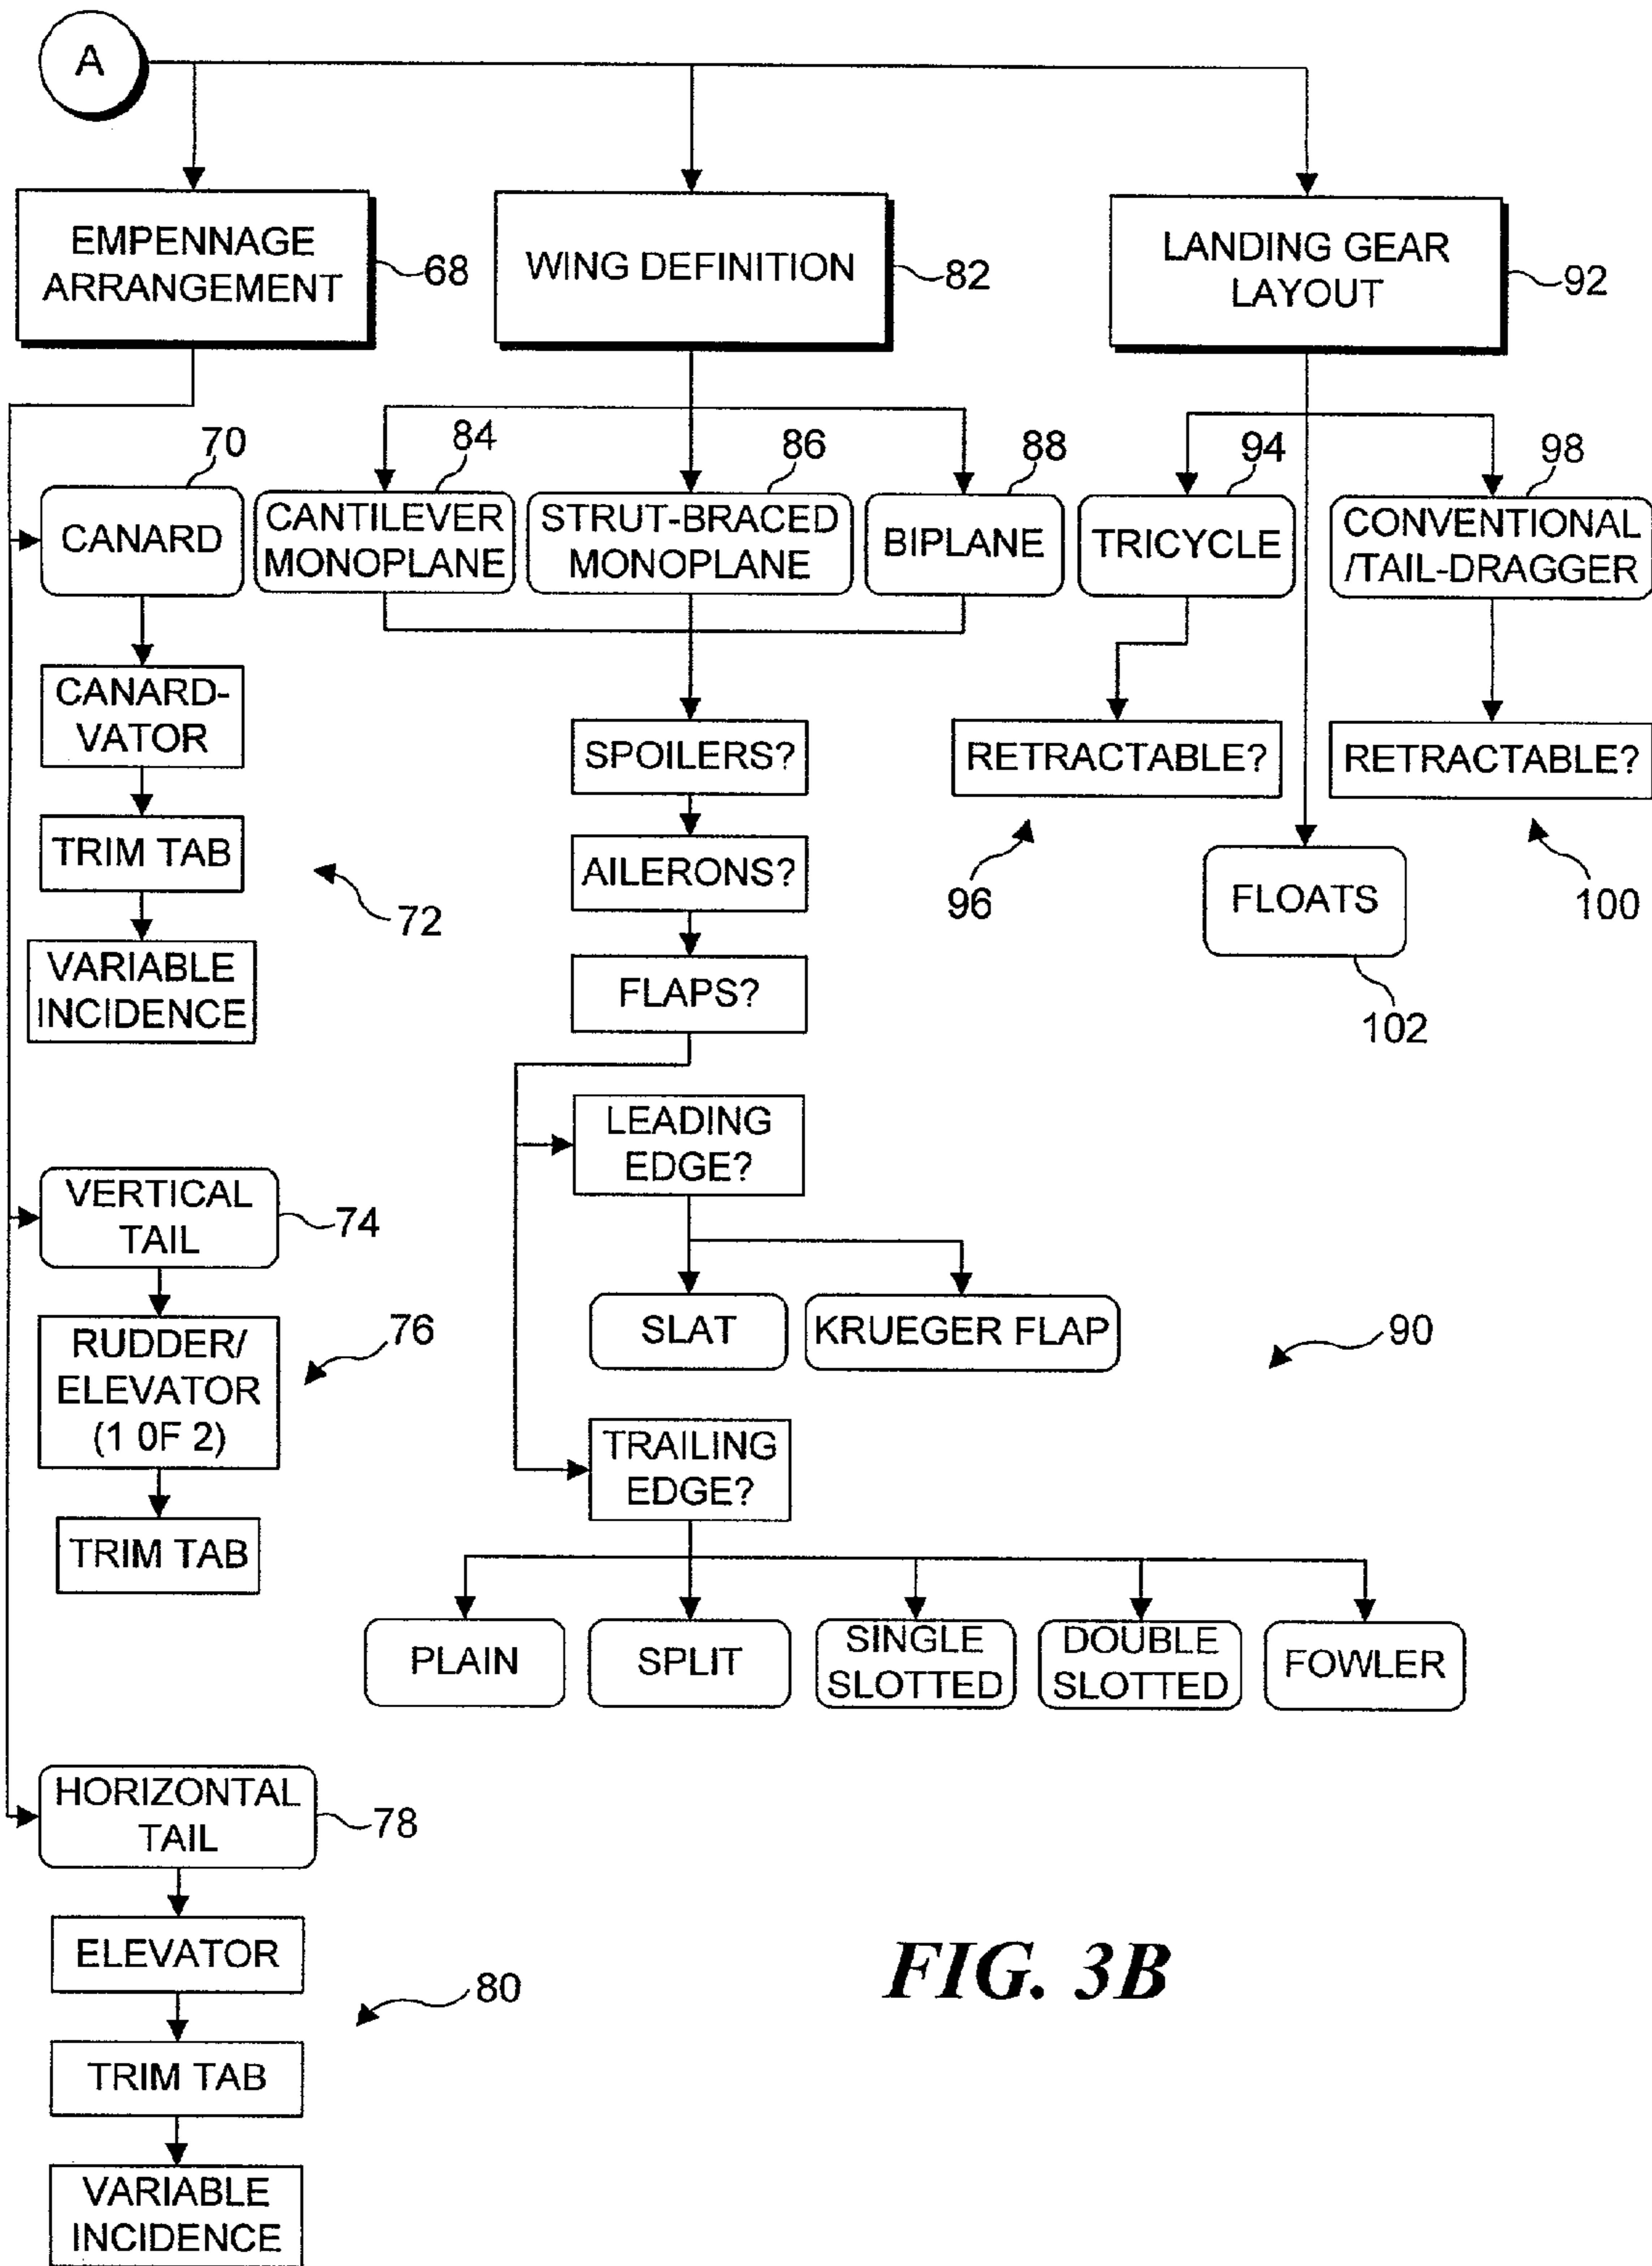 A
EMPENNAGE
ARRANGEMENT
68
WING DEFINITION
82
LANDING GEAR
LAYOUT
92
70
CANARD
84
CANTILEVER
MONOPLANE
86
STRUT-BRACED
MONOPLANE
88
BIPLANE
94
TRICYCLE
98
CONVENTIONAL
/TAIL-DRAGGER
CANARD-
VATOR
TRIM TAB
VARIABLE
INCIDENCE
72
SPOILERS?
AILERONS?
FLAPS?
RETRACTABLE?
96
RETRACTABLE?
100
FLOATS
102
LEADING
EDGE?
SLAT
KRUEGER FLAP
90
TRAILING
EDGE?
PLAIN
SPLIT
SINGLE
SLOTTED
DOUBLE
SLOTTED
FOWLER
VERTICAL
TAIL
74
RUDDER/
ELEVATOR
(1 0F 2)
76
TRIM TAB
HORIZONTAL
TAIL
78
ELEVATOR
TRIM TAB
VARIABLE
INCIDENCE
80
FIG. 3B